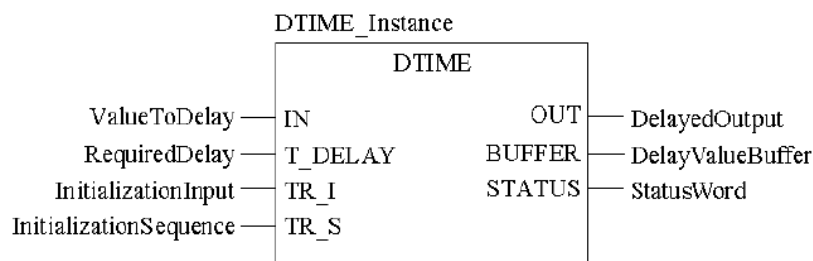 DTIME_Instance
DTIME
ValueToDelay IN OUT DelayedOutput
RequiredDelay T_DELAY BUFFER DelayValueBuffer
InitializationInput TR_I STATUS StatusWord
InitializationSequence TR_S